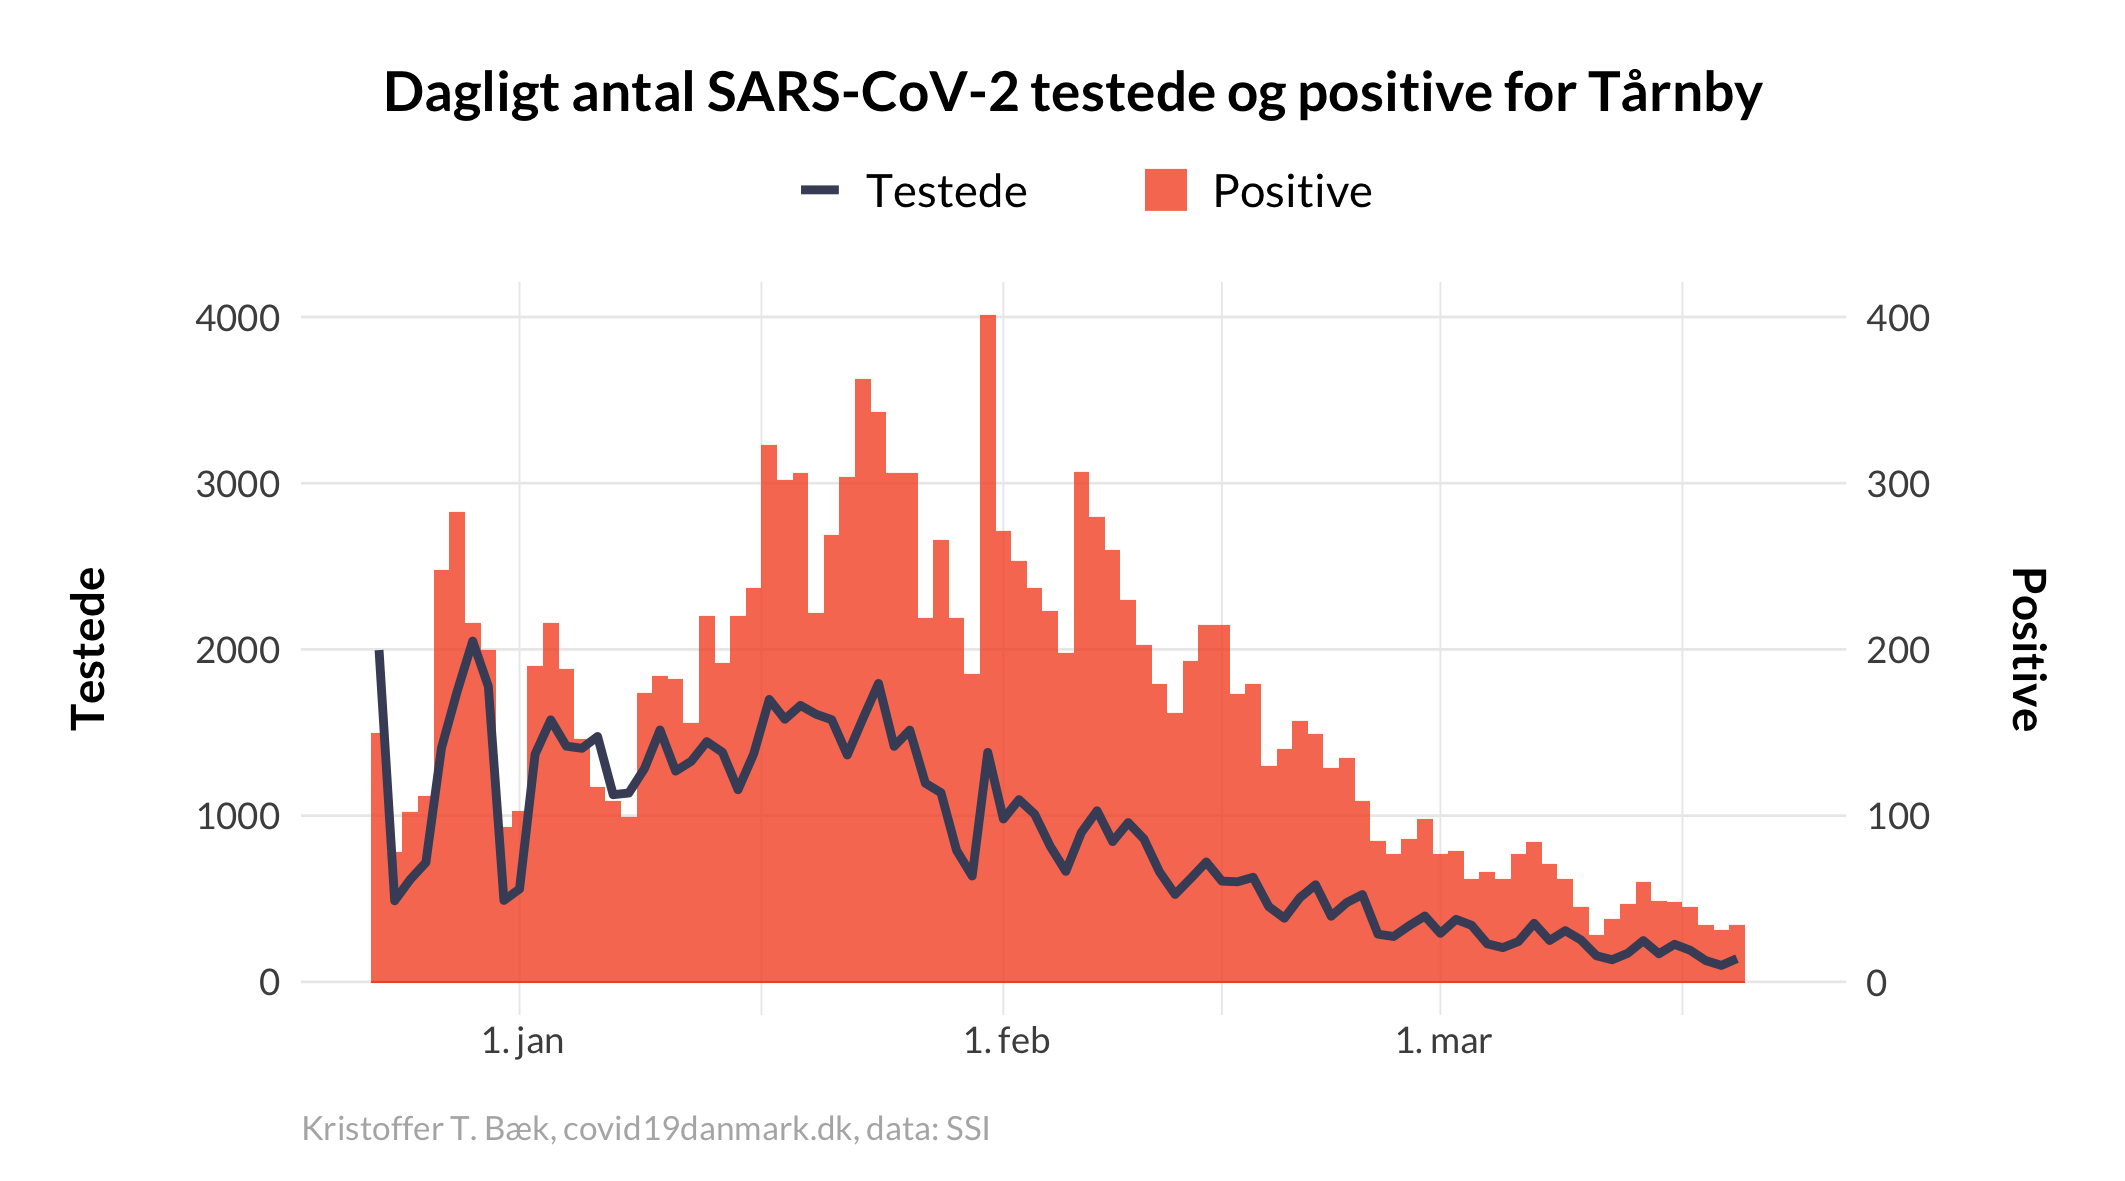 Dagligt antal SARS-CoV-2 testede og positive for Tårnby
Testede Positive
4000 400
3000 300
2000 200
1000 100
0 0
Testede
Positive
1. jan 1. feb 1. mar
Kristoffer T. Bæk, covid19danmark.dk, data: SSI